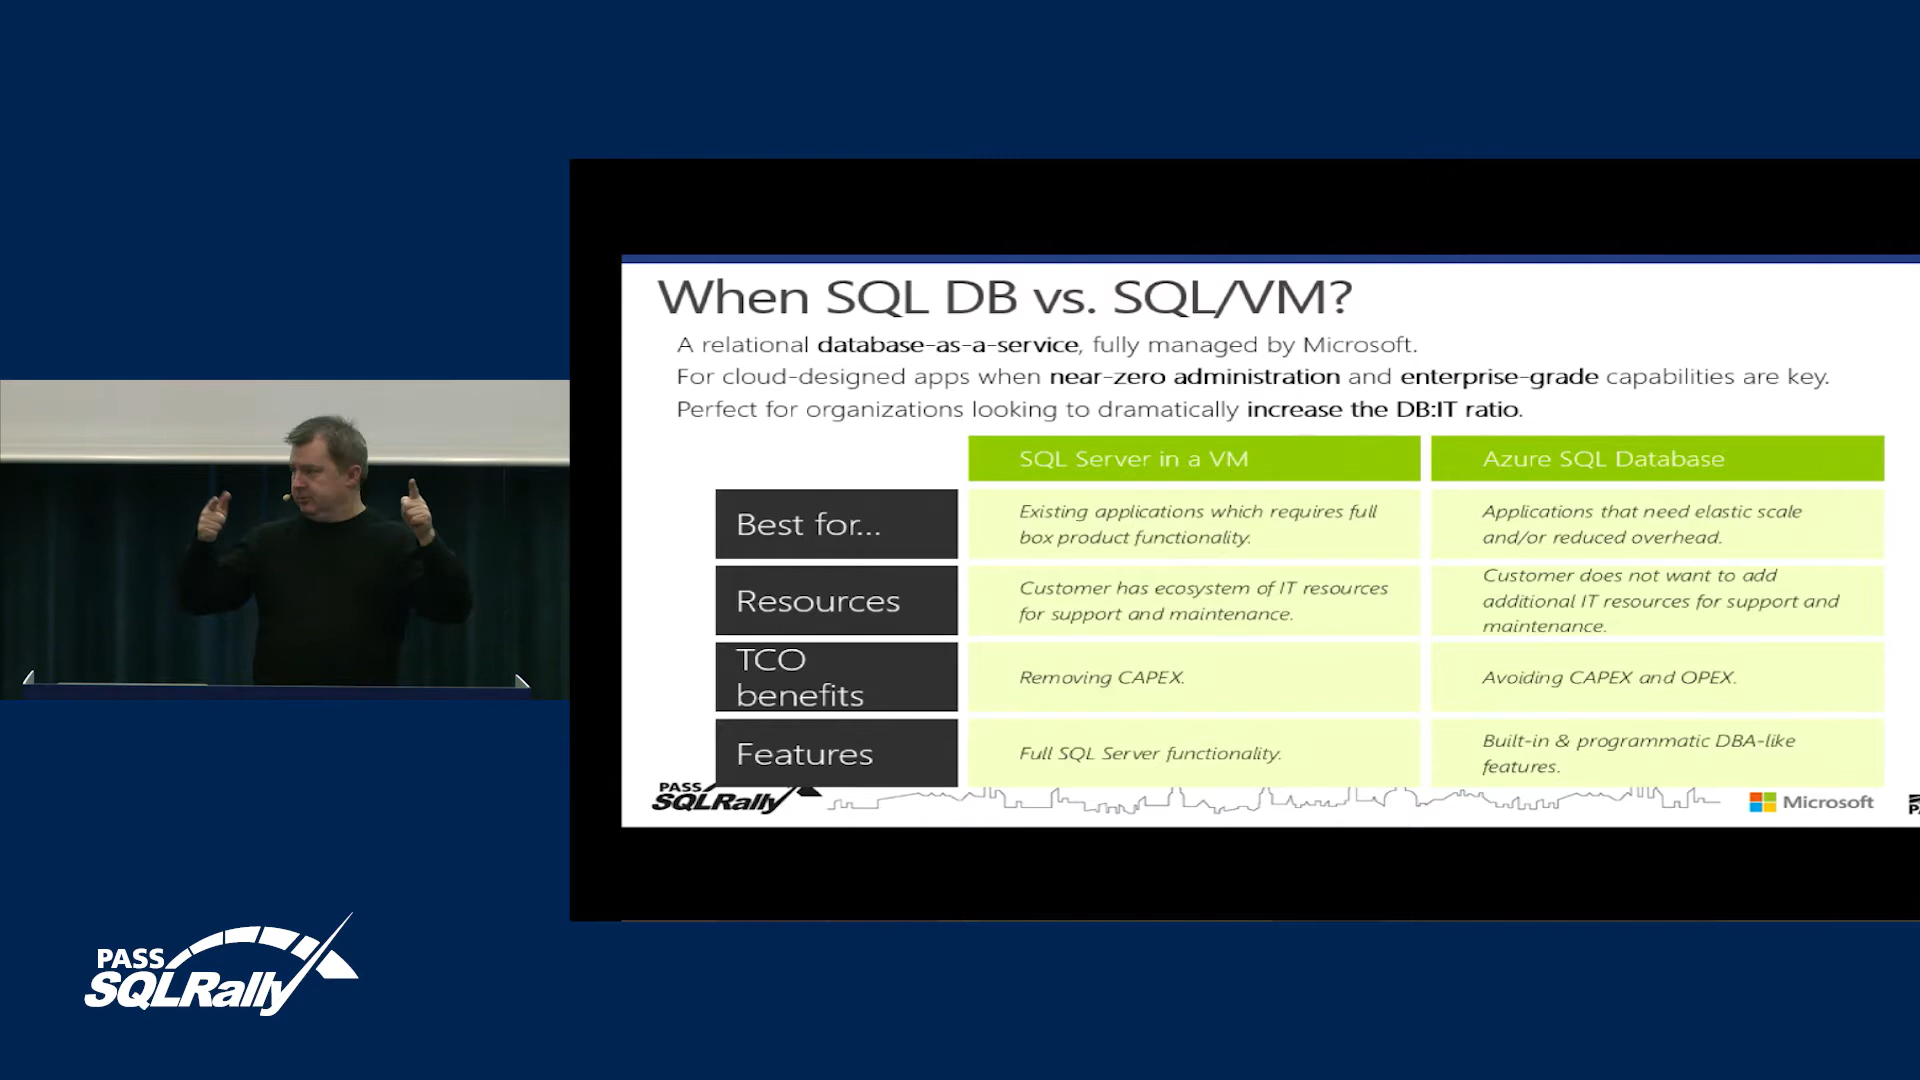 When SQL DB vs. SQL/VM?
A relational database-as-a-service, fully managed by Microsoft.
For cloud-designed apps when near-zero administration and enterprise-grade capabilities are key.
Perfect for organizations looking to dramatically increase the DB:IT ratio.
SQL Server in a VM
Azure SQL Database
Best for...
Existing applications which requires full
box product functionality.
Applications that need elastic scale
and/or reduced overhead.
Resources
Customer has ecosystem of IT resources
for support and maintenance.
Customer does not want to add
additional IT resources for support and
maintenance.
TCO
benefits
Removing CAPEX.
Avoiding CAPEX and OPEX.
Features
Full SQL Server functionality.
Built-in & programmatic DBA-like
features.
PASS
SQLRally
Microsoft
PASS
SQLRally